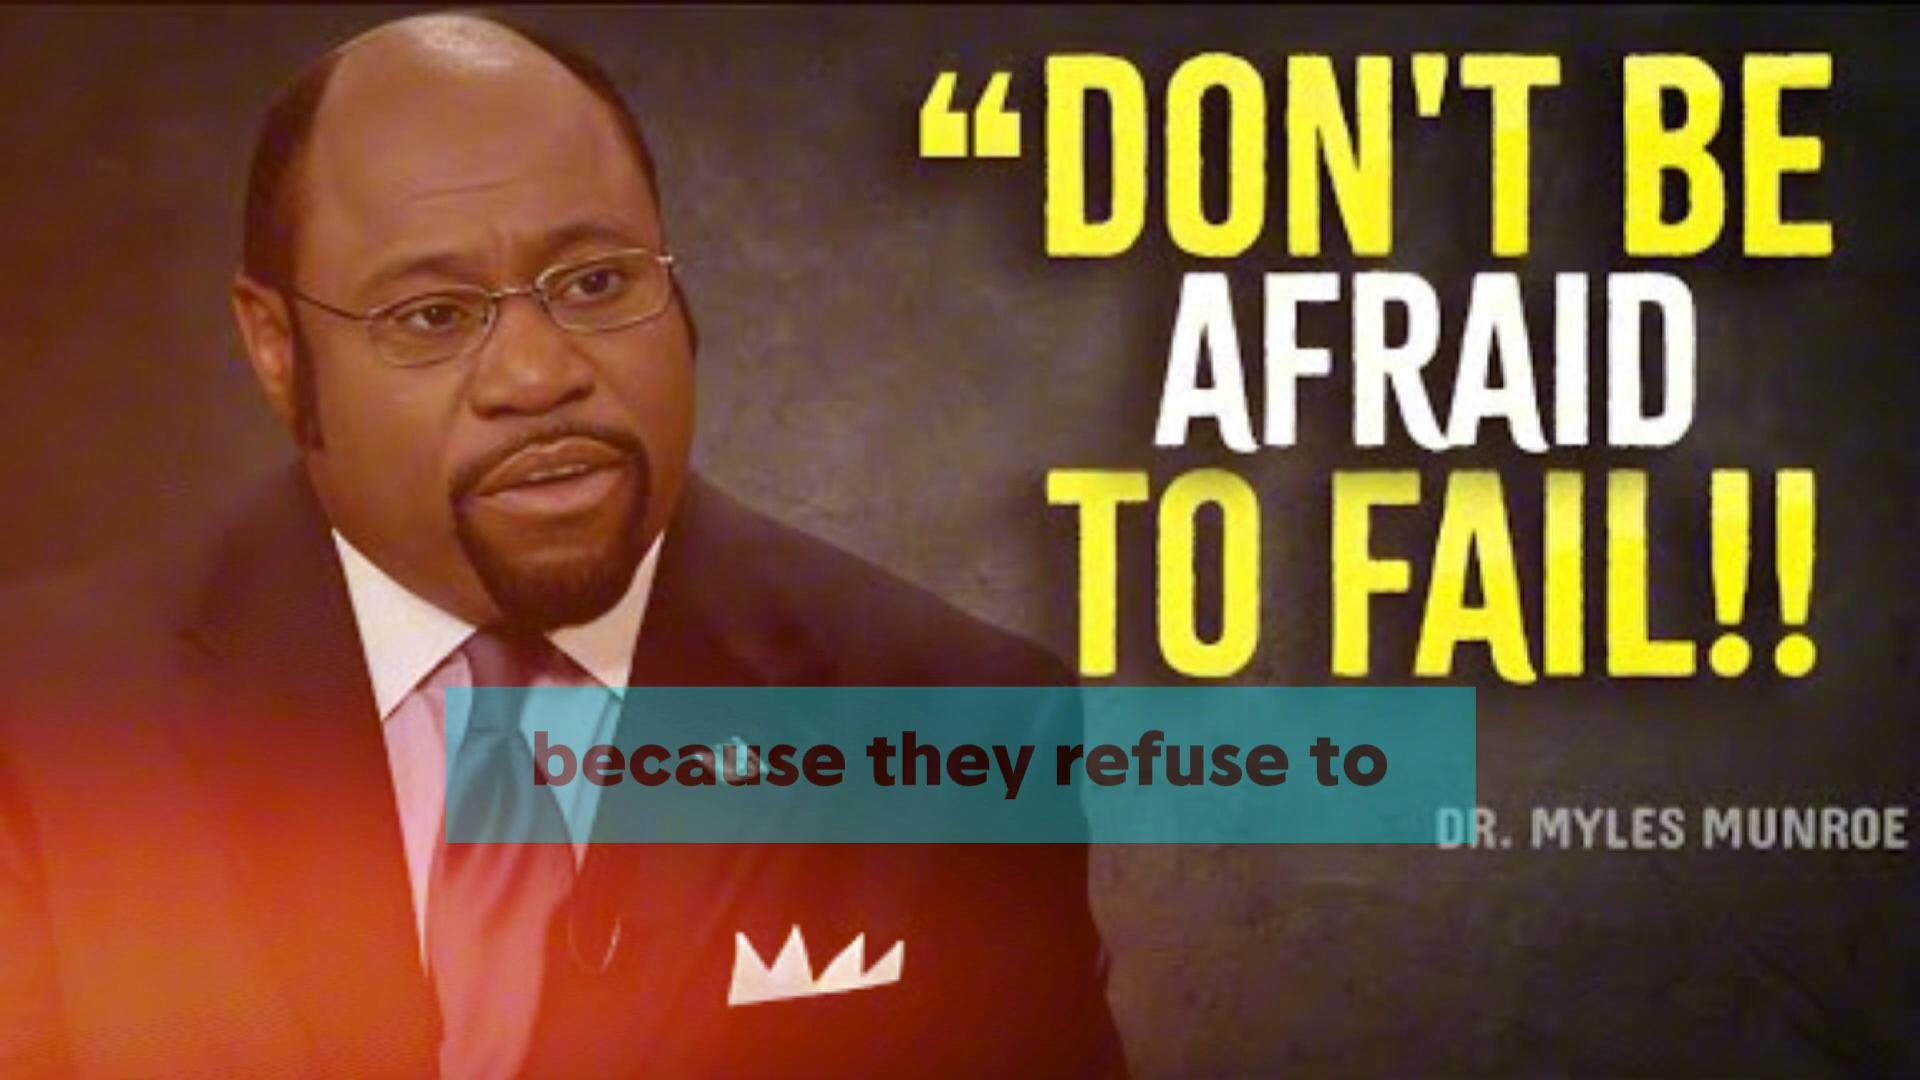 “DON'T BE
AFRAID
TO FAIL!!
because they refuse to
DR. MYLES MUNROE